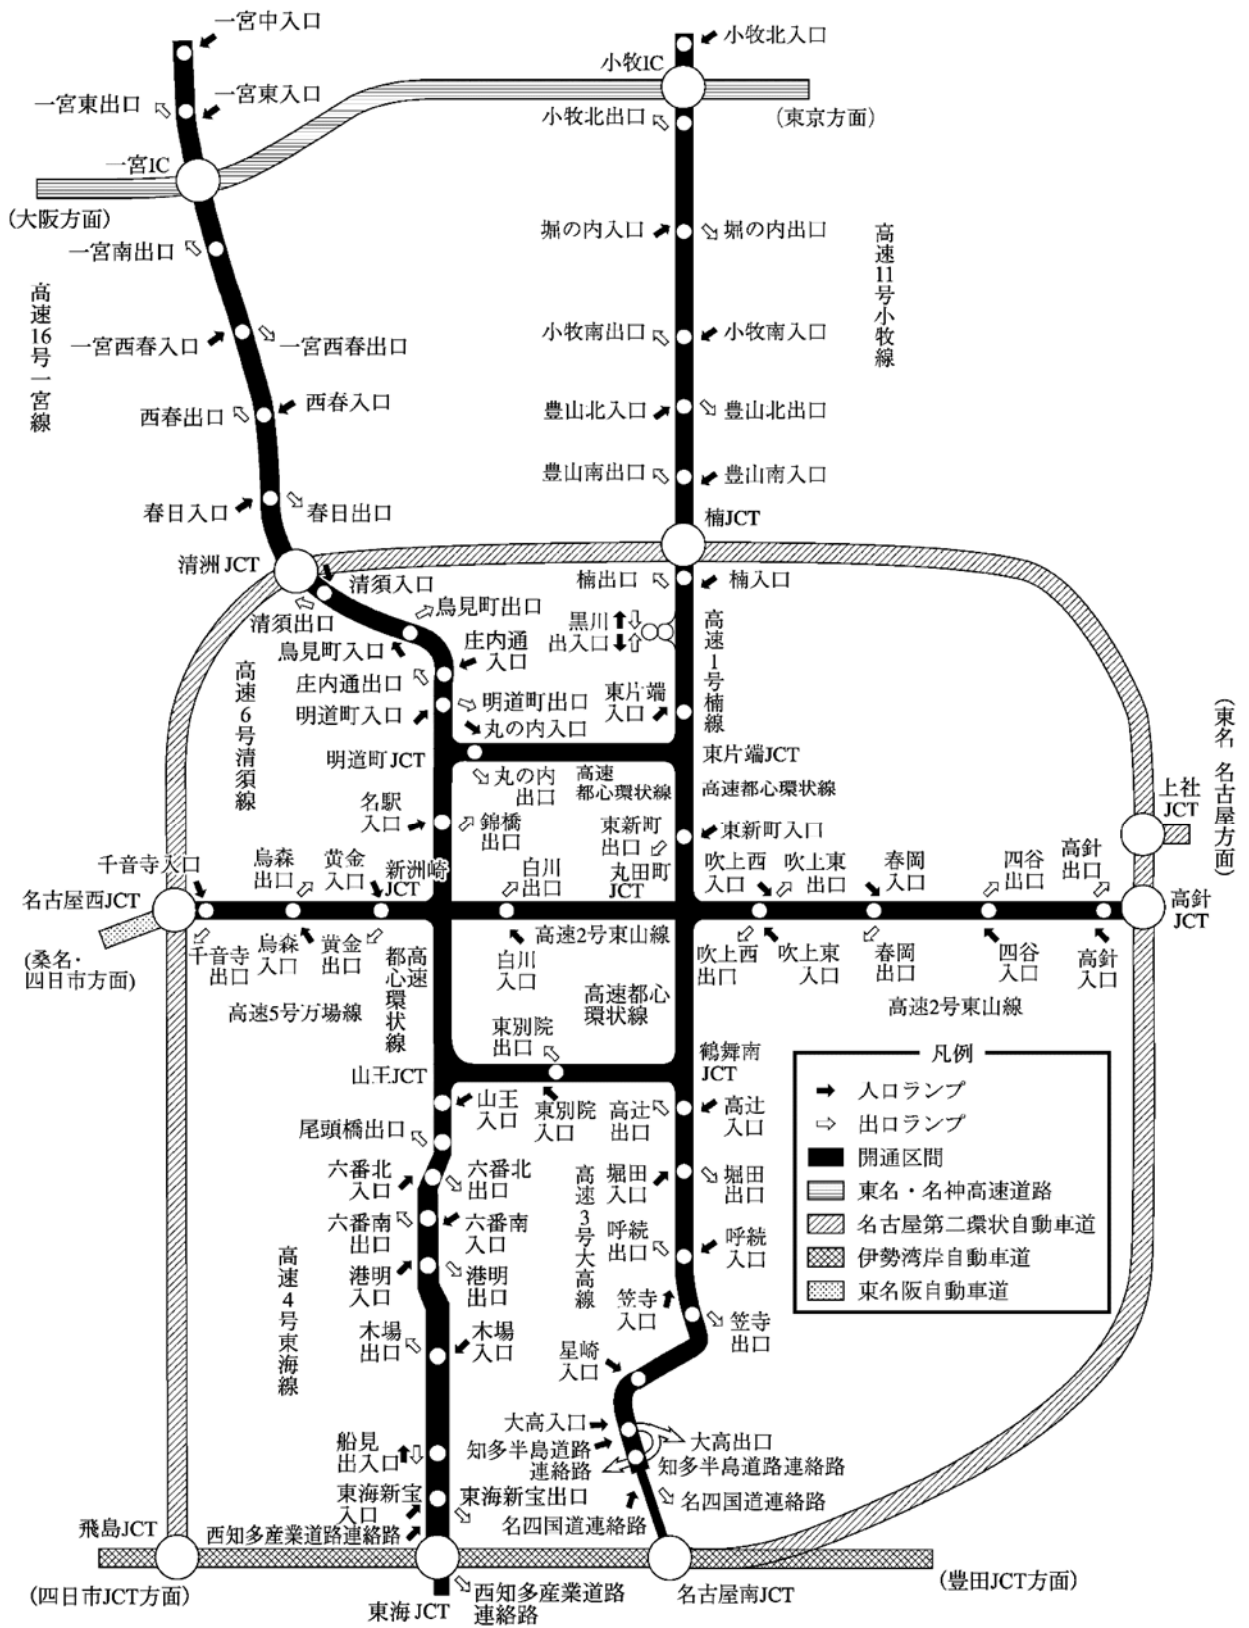 一宮中入口
小牧北入口
小牧IC
一宮東出口
一宮東入口
小牧北出口
(東京方面)
一宮IC
(大阪方面)
一宮南出口
堀の内入口
堀の内出口
高速11号小牧線
高速16号一宮線
一宮西春入口
一宮西春出口
小牧南出口
小牧南入口
西春出口
西春入口
豊山北入口
豊山北出口
豊山南出口
豊山南入口
春日入口
春日出口
楠JCT
清洲JCT
清須入口
楠出口
楠入口
清須出口
鳥見町出口
黒川
出入口
高速1号楠線
鳥見町入口
庄内通
入口
庄内通出口
高速6号清須線
明道町入口
明道町出口
東片端
入口
丸の内入口
明道町JCT
東片端JCT
丸の内
出口
高速
都心環状線
高速都心環状線
(東名 名古屋方面)
上社
JCT
名駅
入口
錦橋
出口
東新町
出口
東新町入口
千音寺入口
烏森
出口
黄金
入口
新洲崎
JCT
白川
出口
丸田町
JCT
吹上西
入口
吹上東
出口
春岡
入口
四谷
出口
高針
出口
名古屋西JCT
高針
JCT
(桑名・
四日市方面)
千音寺
出口
烏森
入口
黄金
出口
高速
都心環状線
白川
入口
高速2号東山線
吹上西
出口
吹上東
入口
春岡
出口
四谷
入口
高針
入口
高速5号万場線
高速都心
環状線
高速2号東山線
東別院
出口
山王JCT
鶴舞南
JCT
凡例
入口ランプ
出口ランプ
開通区間
東名・名神高速道路
名古屋第二環状自動車道
伊勢湾岸自動車道
東名阪自動車道
山王
入口
東別院
入口
高辻
出口
高辻
入口
尾頭橋出口
六番北
入口
六番北
出口
高速3号大高線
堀田
入口
堀田
出口
六番南
出口
六番南
入口
呼続
出口
呼続
入口
高速4号東海線
港明
入口
港明
出口
笠寺
入口
笠寺
出口
木場
出口
木場
入口
星崎
入口
大高入口
大高出口
船見
出入口
知多半島道路
連絡路
知多半島道路連絡路
東海新宝
入口
東海新宝出口
名四国道連絡路
名四国道連絡路
飛島JCT
西知多産業道路連絡路
(四日市JCT方面)
東海JCT
西知多産業道路
連絡路
名古屋南JCT
(豊田JCT方面)